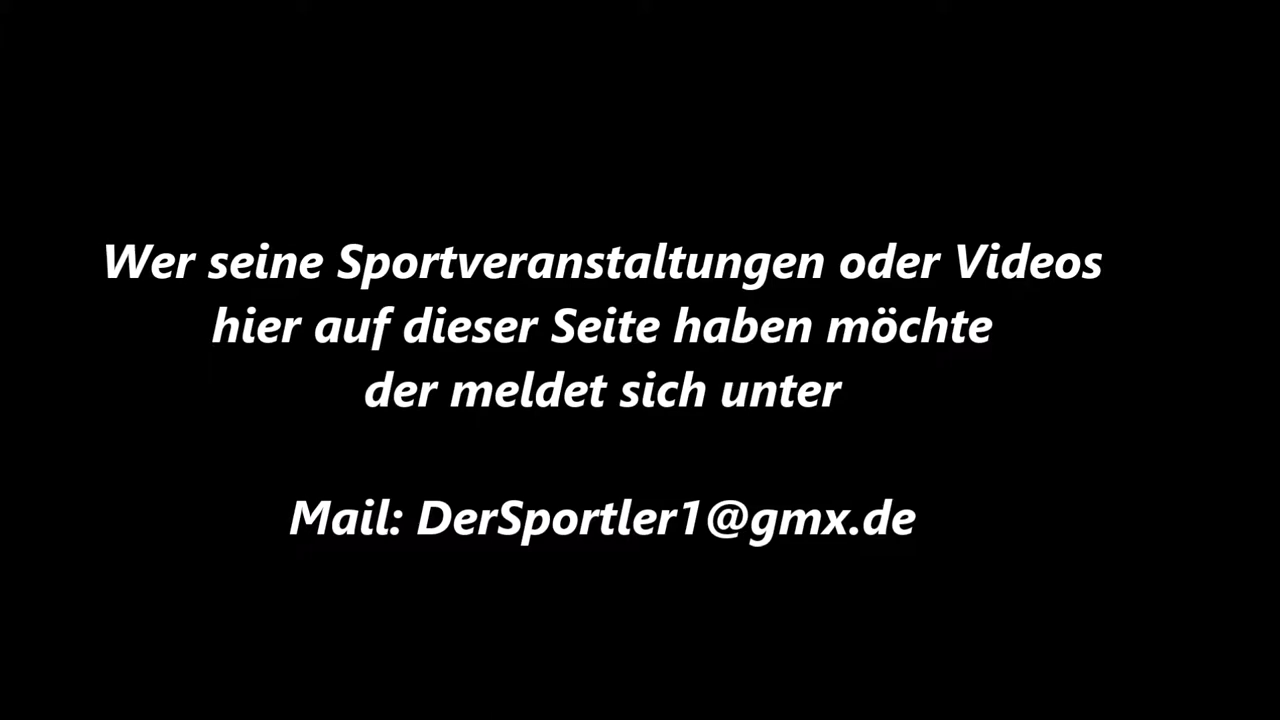 Wer seine Sportveranstaltungen oder Videos
hier auf dieser Seite haben möchte
der meldet sich unter
Mail: DerSportler1@gmx.de